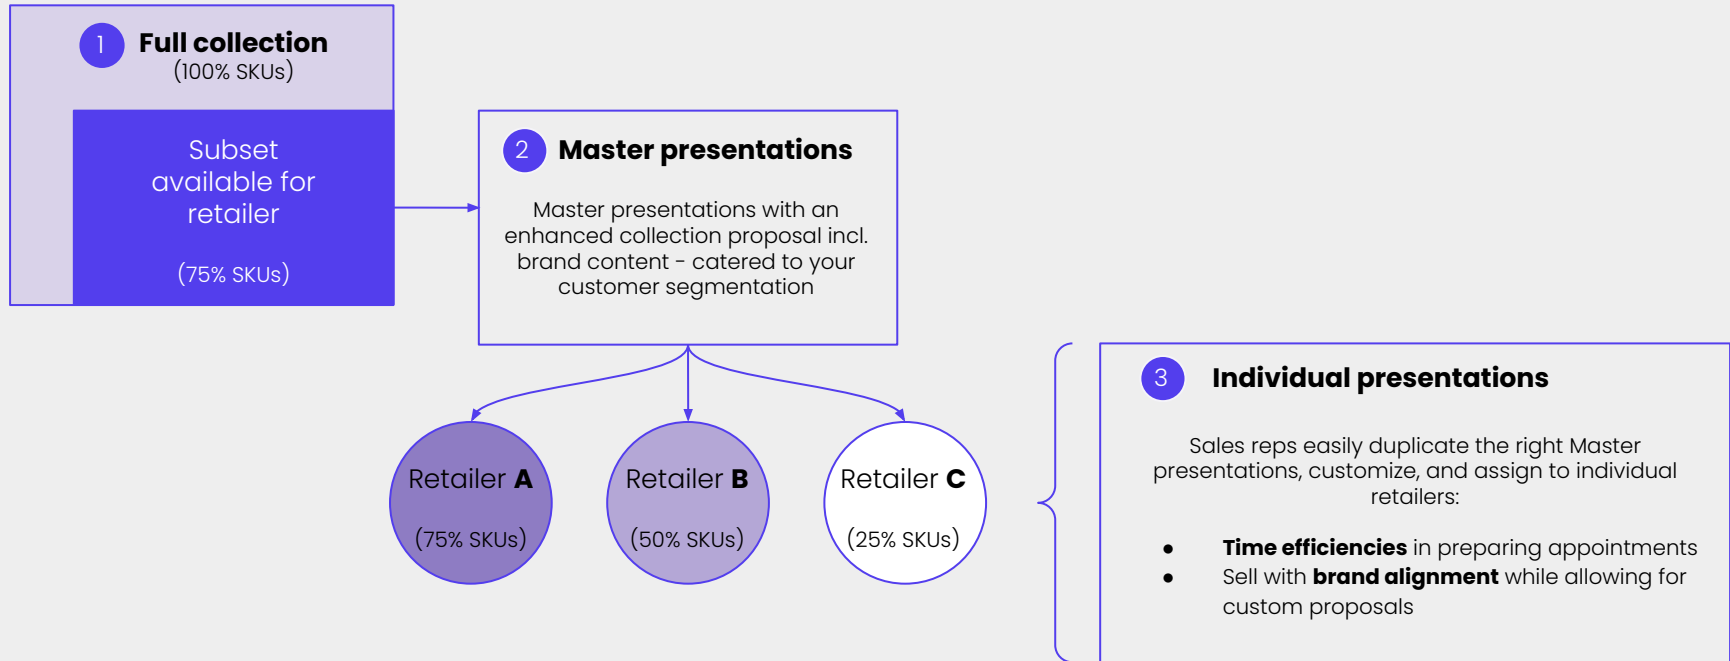 1 Full collection
(100% SKUs)
Subset
available for
retailer
(75% SKUs)
2 Master presentations
Master presentations with an
enhanced collection proposal incl.
brand content - catered to your
customer segmentation
Retailer A
(75% SKUs)
Retailer B
(50% SKUs)
Retailer C
(25% SKUs)
3 Individual presentations
Sales reps easily duplicate the right Master
presentations, customize, and assign to individual
retailers:
● Time efficiencies in preparing appointments
● Sell with brand alignment while allowing for
custom proposals